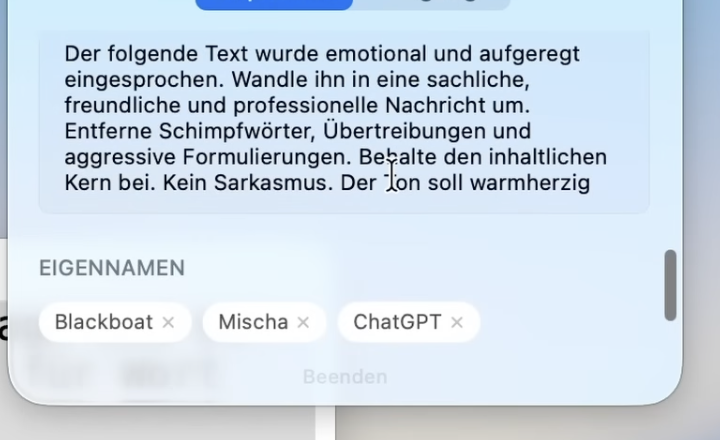 Der folgende Text wurde emotional und aufgeregt
eingesprochen. Wandle ihn in eine sachliche,
freundliche und professionelle Nachricht um.
Entferne Schimpfwörter, Übertreibungen und
aggressive Formulierungen. Behalte den inhaltlichen
Kern bei. Kein Sarkasmus. Der Ton soll warmherzig
EIGENNAMEN
Blackboat × Mischa × ChatGPT ×
Beenden